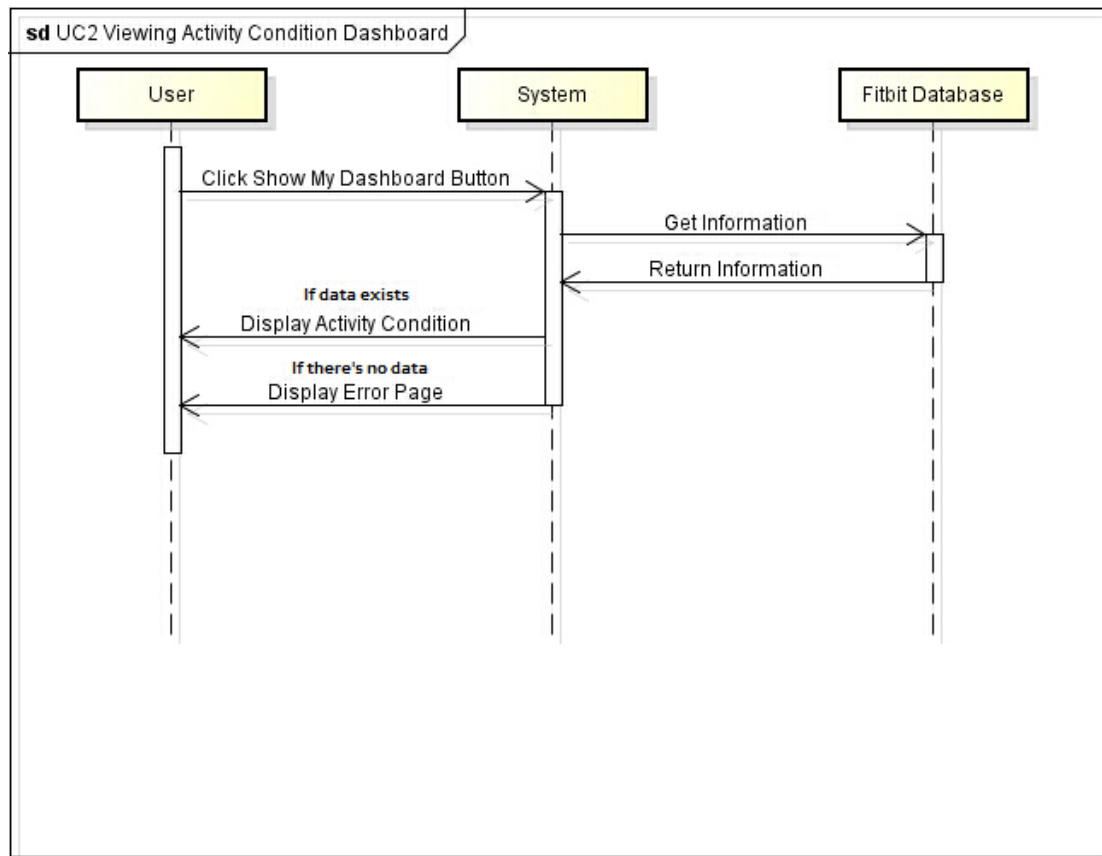 sd UC2 Viewing Activity Condition Dashboard
User
System
Fitbit Database
Click Show My Dashboard Button
Get Information
Return Information
If data exists
Display Activity Condition
If there's no data
Display Error Page